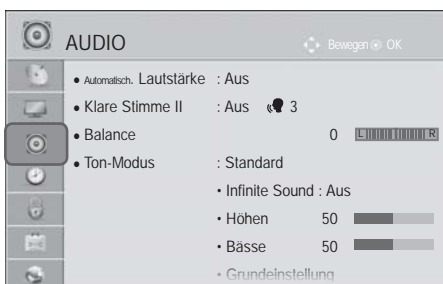 AUDIO Bewegen OK
• Automatisch. Lautstärke : Aus
• Klare Stimme II : Aus 3
• Balance 0 L R
• Ton-Modus : Standard
• Infinite Sound : Aus
• Höhen 50
• Bässe 50
• Grundeinstellung